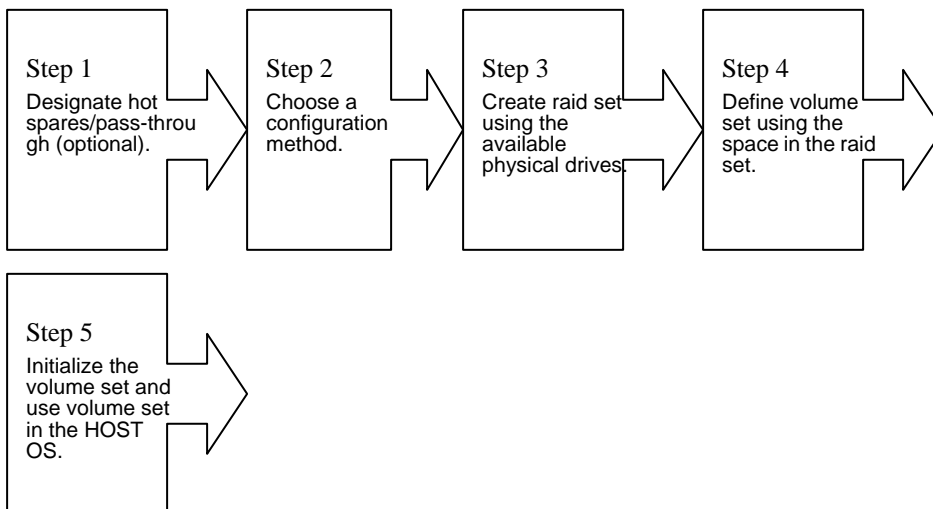 Step 1
Designate hot
spares/pass-throu
gh (optional).
Step 2
Choose a
configuration
method.
Step 3
Create raid set
using the
available
physical drives.
Step 4
Define volume
set using the
space in the raid
set.
Step 5
Initialize the
volume set and
use volume set
in the HOST
OS.